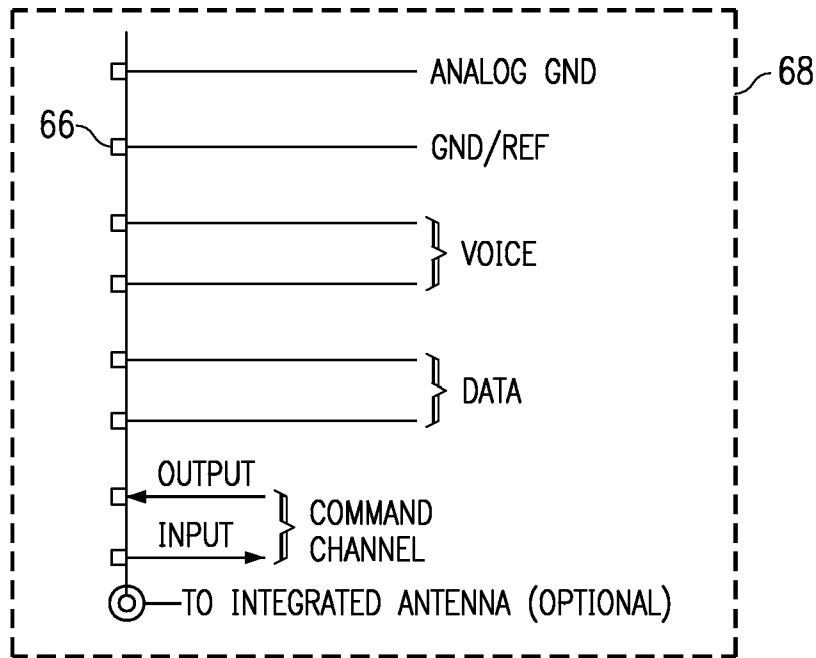 ANALOG GND
68
66
GND/REF
VOICE
DATA
OUTPUT
COMMAND
INPUT
CHANNEL
TO INTEGRATED ANTENNA (OPTIONAL)